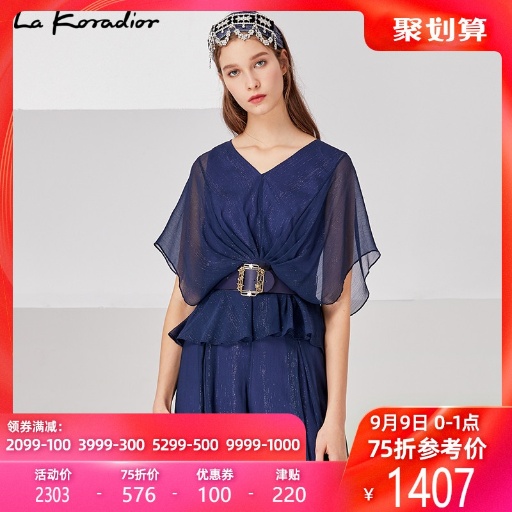 La Koradior
聚划算
领券满减:
2099-100 3999-300 5299-500 9999-1000
活动价 75折价 优惠券 津贴
2303 - 576 - 100 - 220
9月9日 0-1点
75折参考价
¥ 1407